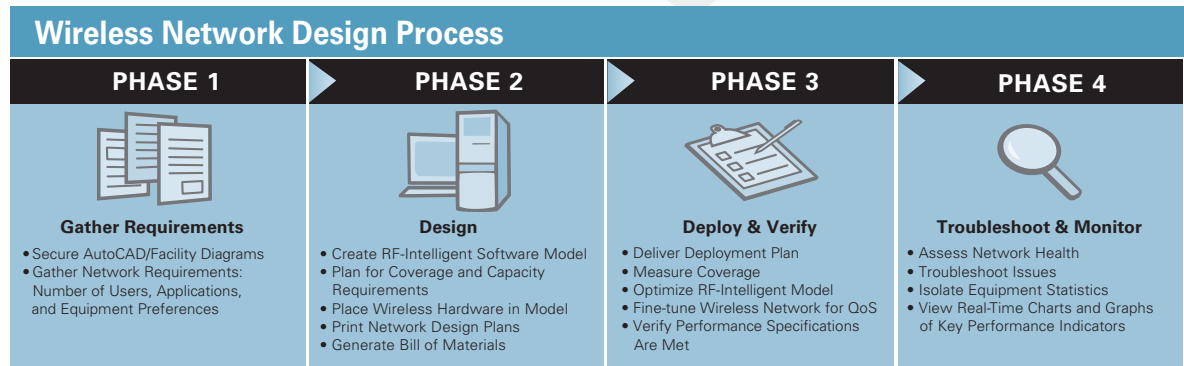 Wireless Network Design Process
PHASE 1
Gather Requirements
• Secure AutoCAD/Facility Diagrams
• Gather Network Requirements:
Number of Users, Applications,
and Equipment Preferences
PHASE 2
Design
• Create RF-Intelligent Software Model
• Plan for Coverage and Capacity
Requirements
• Place Wireless Hardware in Model
• Print Network Design Plans
• Generate Bill of Materials
PHASE 3
Deploy & Verify
• Deliver Deployment Plan
• Measure Coverage
• Optimize RF-Intelligent Model
• Fine-tune Wireless Network for QoS
• Verify Performance Specifications
Are Met
PHASE 4
Troubleshoot & Monitor
• Assess Network Health
• Troubleshoot Issues
• Isolate Equipment Statistics
• View Real-Time Charts and Graphs
of Key Performance Indicators